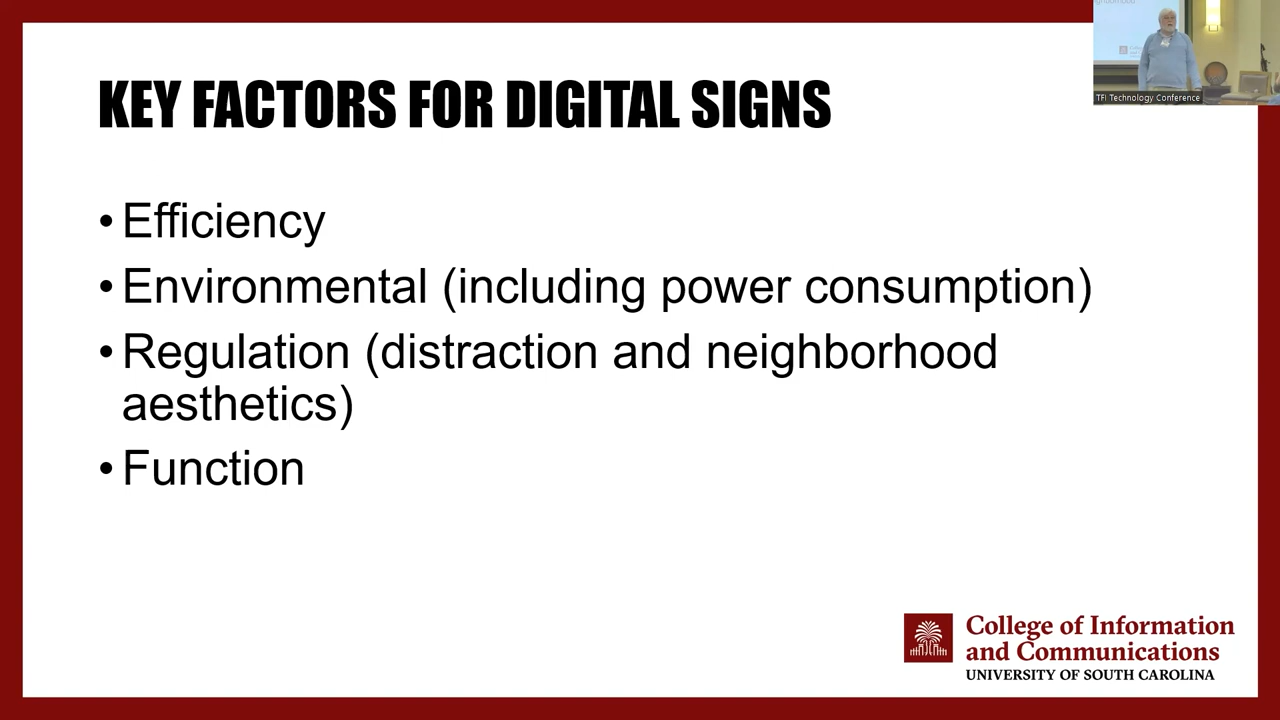 KEY FACTORS FOR DIGITAL SIGNS
• Efficiency
• Environmental (including power consumption)
• Regulation (distraction and neighborhood
aesthetics)
• Function
TFI Technology Conference
College of Information
and Communications
UNIVERSITY OF SOUTH CAROLINA